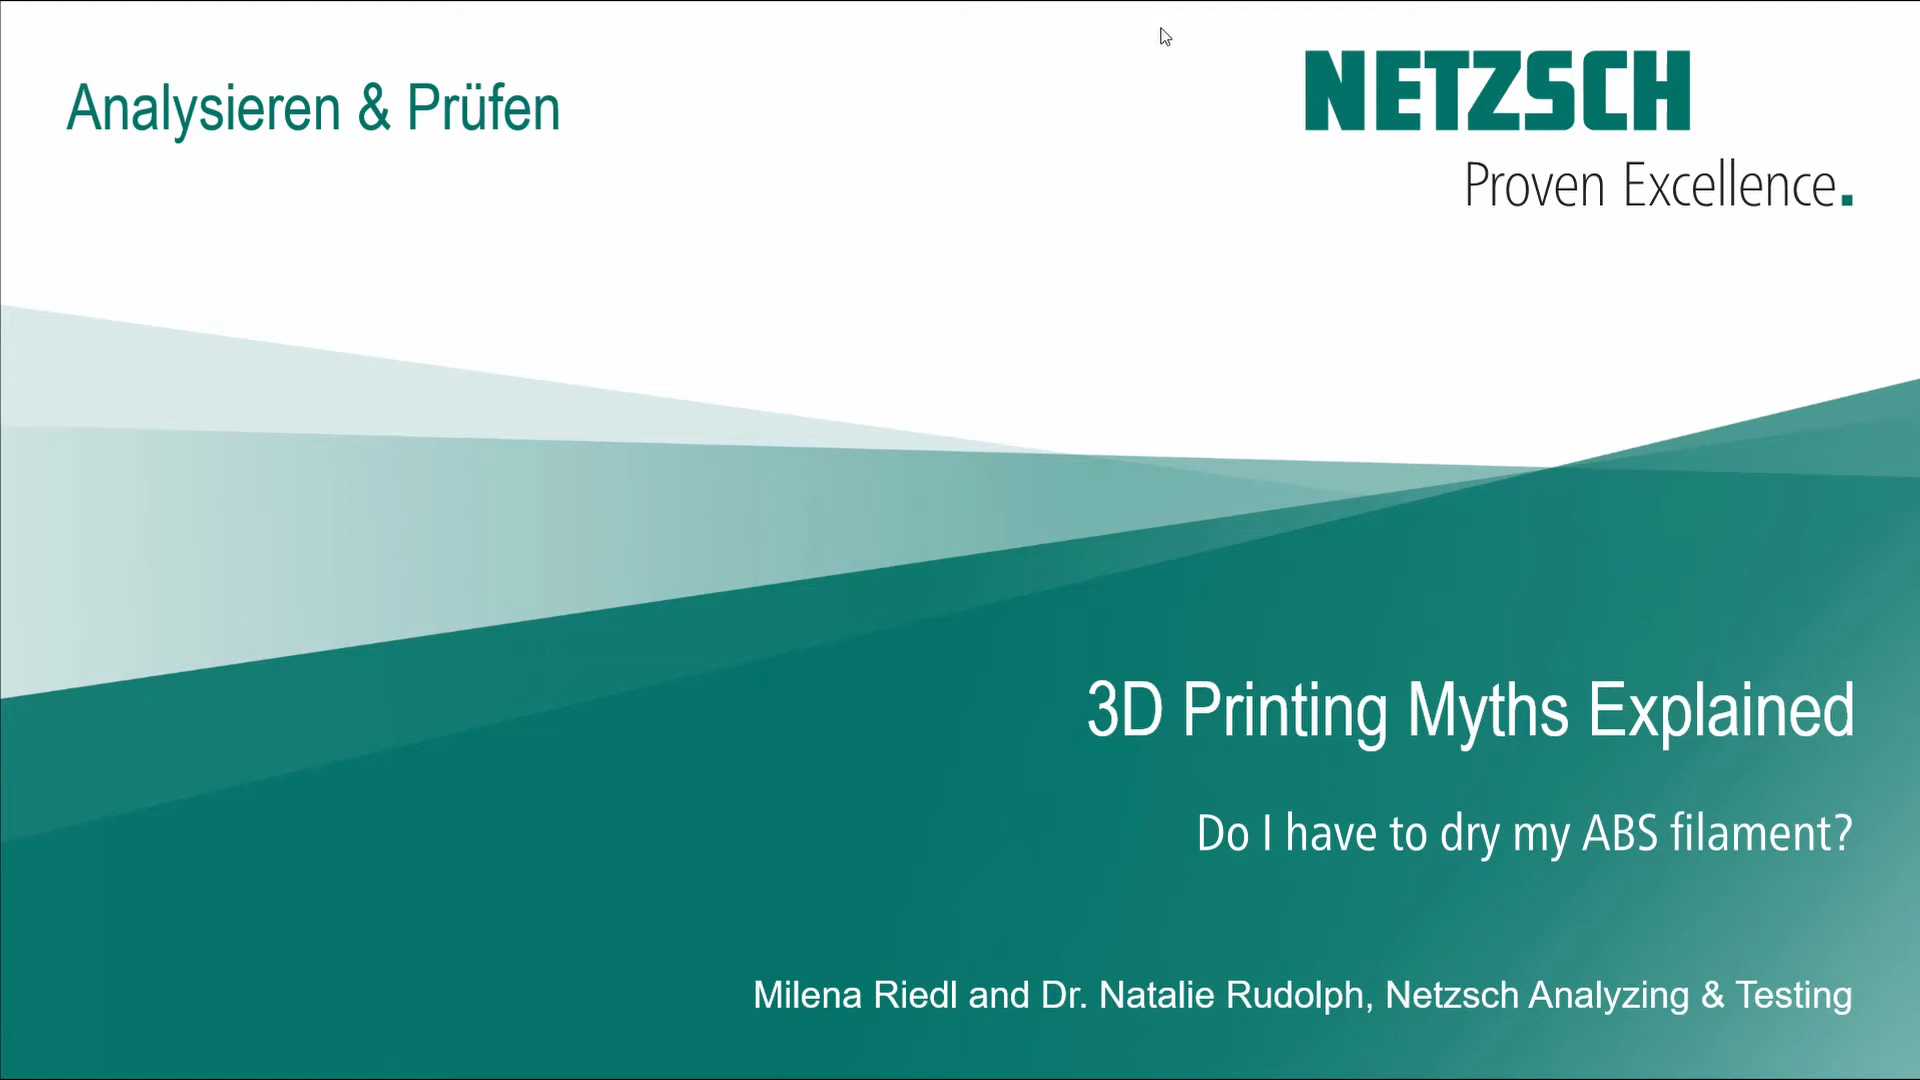 Analysieren & Prüfen
NETZSCH
Proven Excellence.
3D Printing Myths Explained
Do I have to dry my ABS filament?
Milena Riedl and Dr. Natalie Rudolph, Netzsch Analyzing & Testing